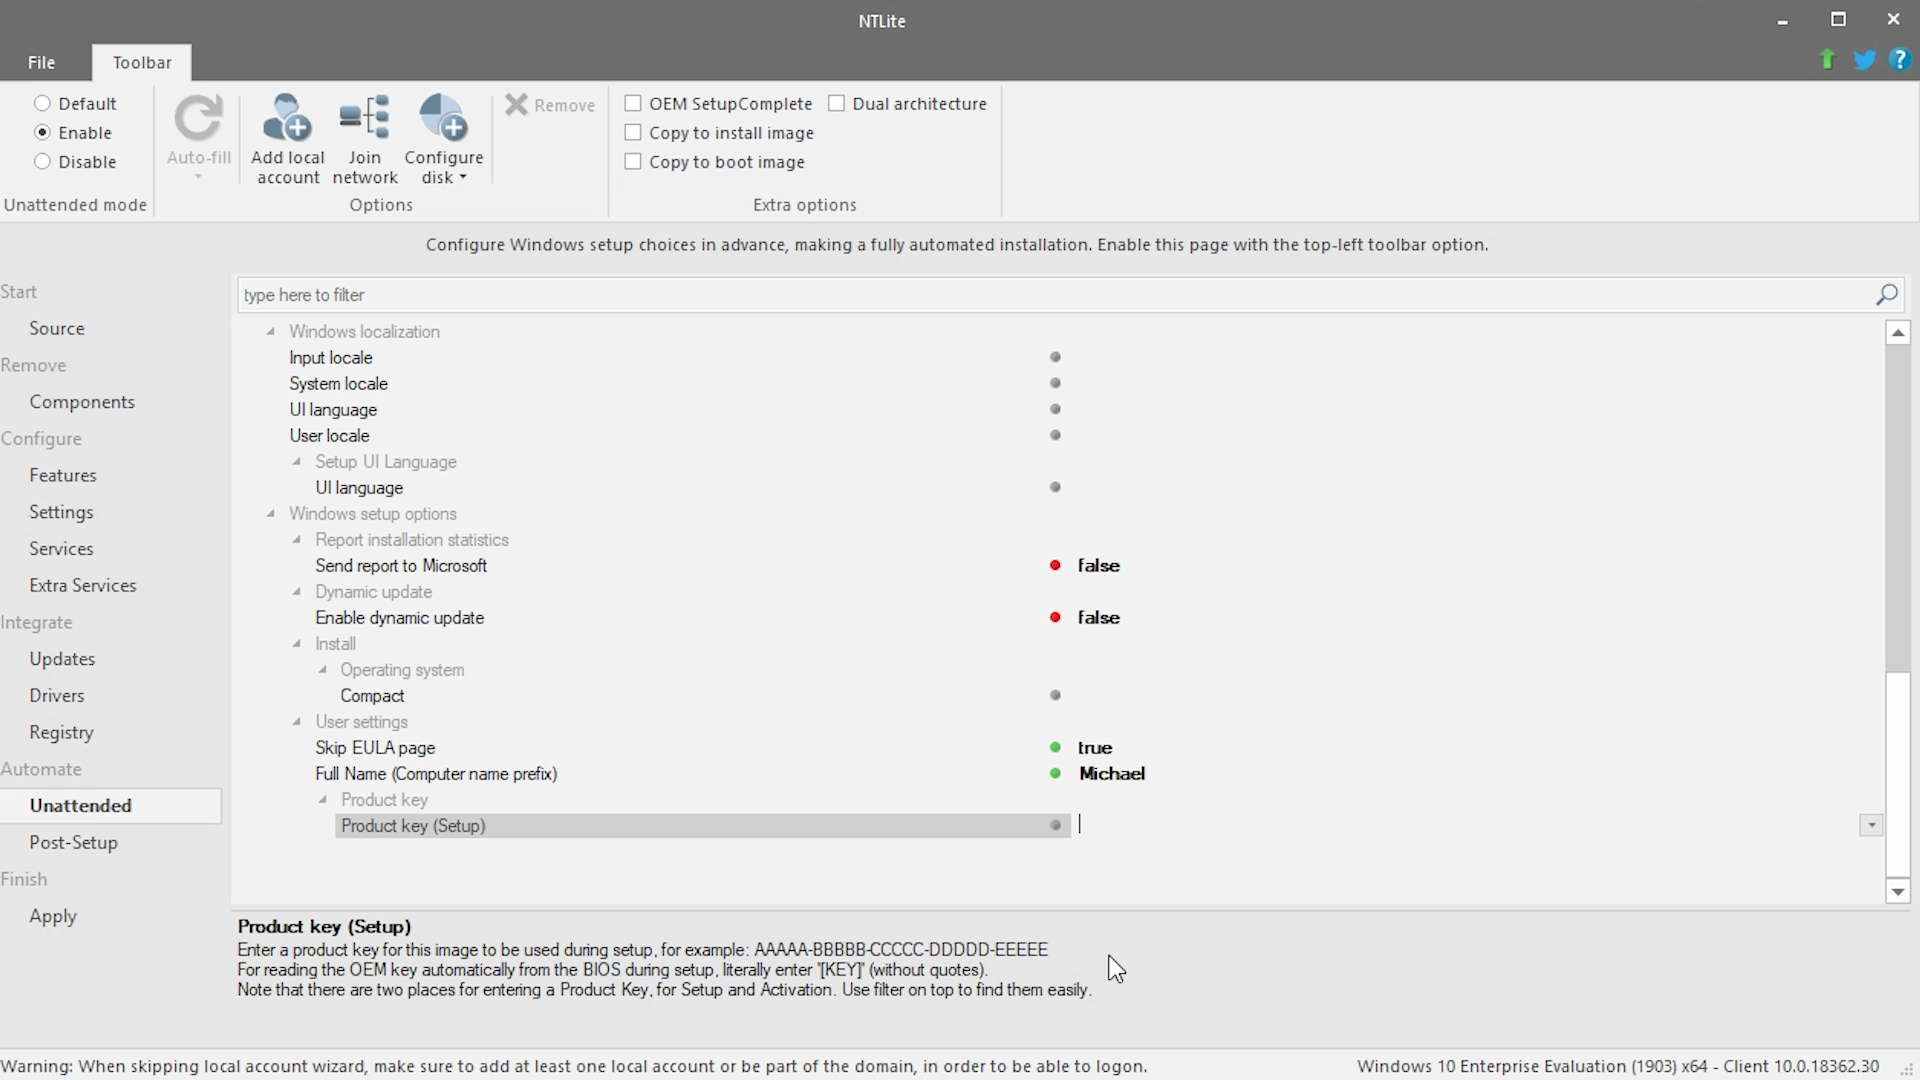 NTLite
File
Toolbar
?
Default
Enable
Disable
Unattended mode
Auto-fill
Add local
account
Join
network
Configure
disk
Options
Remove
OEM SetupComplete
Dual architecture
Copy to install image
Copy to boot image
Extra options
Configure Windows setup choices in advance, making a fully automated installation. Enable this page with the top-left toolbar option.
Start
Source
Remove
Components
Configure
Features
Settings
Services
Extra Services
Integrate
Updates
Drivers
Registry
Automate
Unattended
Post-Setup
Finish
Apply
type here to filter
Windows localization
Input locale
System locale
UI language
User locale
Setup UI Language
UI language
Windows setup options
Report installation statistics
Send report to Microsoft false
Dynamic update
Enable dynamic update false
Install
Operating system
Compact
User settings
Skip EULA page true
Full Name (Computer name prefix) Michael
Product key
Product key (Setup)
Product key (Setup)
Enter a product key for this image to be used during setup, for example: AAAAA-BBBBB-CCCCC-DDDDD-EEEEE
For reading the OEM key automatically from the BIOS during setup, literally enter "[KEY]" (without quotes).
Note that there are two places for entering a Product Key, for Setup and Activation. Use filter on top to find them easily.
Warning: When skipping local account wizard, make sure to add at least one local account or be part of the domain, in order to be able to logon.
Windows 10 Enterprise Evaluation (1903) x64 - Client 10.0.18362.30